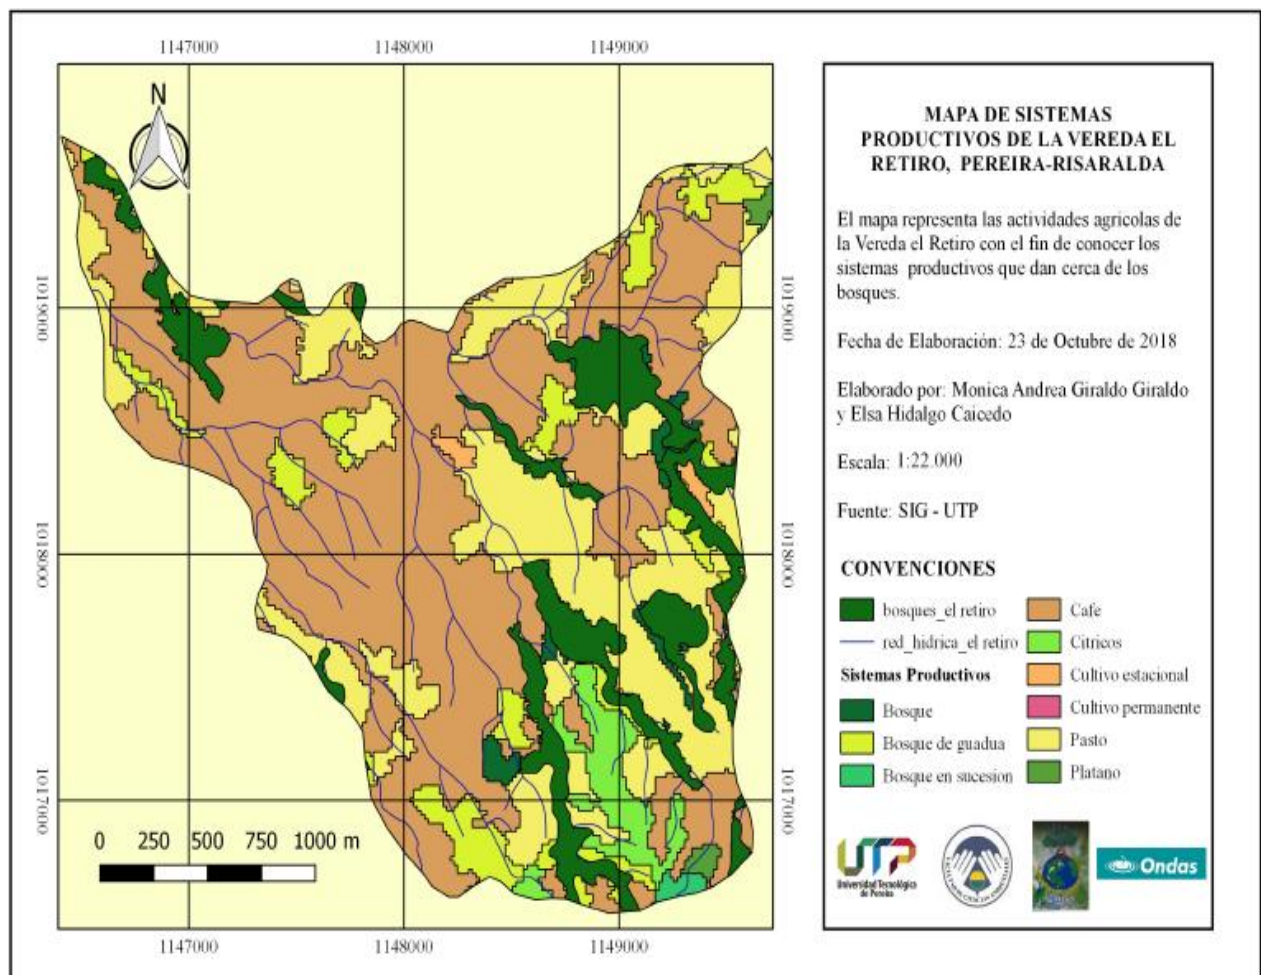 1147000
1148000
1149000
N
1019000
1019000
1018000
1018000
1017000
1017000
0 250 500 750 1000 m
1147000
1148000
1149000
MAPA DE SISTEMAS
PRODUCTIVOS DE LA VEREDA EL
RETIRO, PEREIRA-RISARALDA
El mapa representa las actividades agricolas de
la Vereda el Retiro con el fin de conocer los
sistemas productivos que dan cerca de los
bosques.
Fecha de Elaboración: 23 de Octubre de 2018
Elaborado por: Monica Andrea Giraldo Giraldo
y Elsa Hidalgo Caicedo
Escala: 1:22.000
Fuente: SIG - UTP
CONVENCIONES
bosques_el retiro
red_hidrica_el retiro
Sistemas Productivos
Bosque
Bosque de guadua
Bosque en sucesion
Cafe
Citricos
Cultivo estacional
Cultivo permanente
Pasto
Platano
UTP
Universidad Tecnológica
de Pereira
Ondas